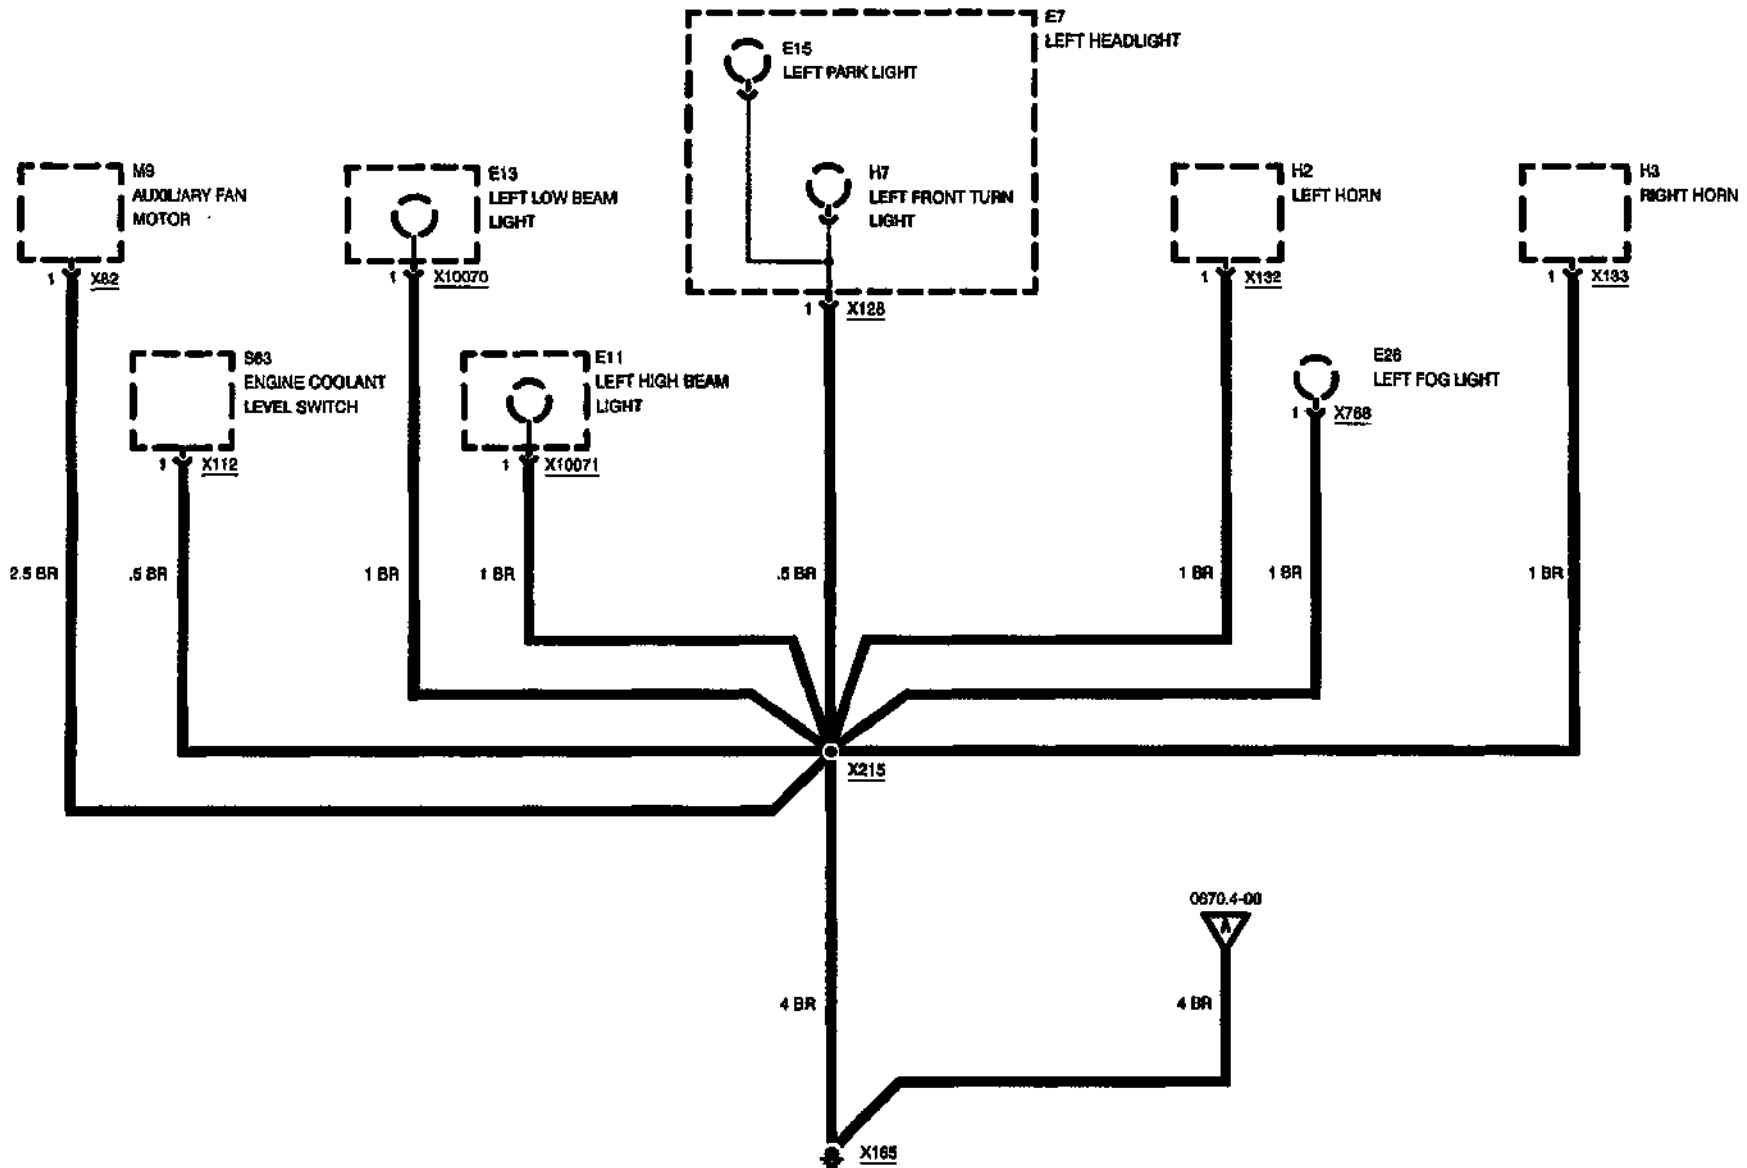 E7
LEFT HEADLIGHT
E15
LEFT PARK LIGHT
M9
AUXILIARY FAN
MOTOR
E13
LEFT LOW BEAM
LIGHT
H7
LEFT FRONT TURN
LIGHT
H2
LEFT HORN
H3
RIGHT HORN
1 X82
1 X10070
1 X128
1 X132
1 X133
S63
ENGINE COOLANT
LEVEL SWITCH
E11
LEFT HIGH BEAM
LIGHT
E26
LEFT FOG LIGHT
1 X768
1 X112
1 X10071
2.5 BR
.5 BR
1 BR
1 BR
.5 BR
1 BR
1 BR
1 BR
X215
0670.4-00
A
4 BR
4 BR
X165